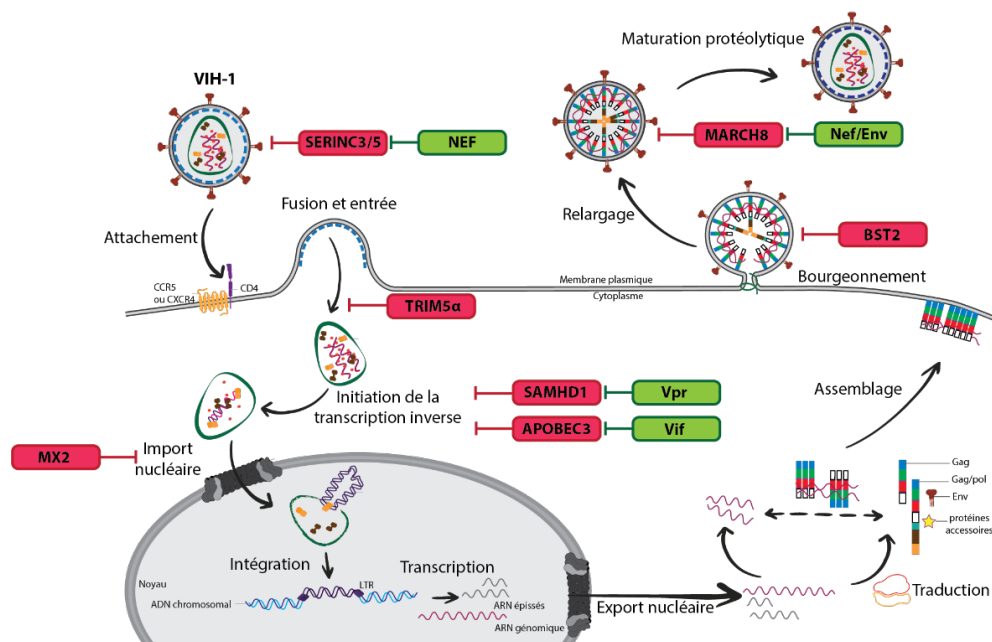 Maturation protéolytique
VIH-1
SERINC3/5
NEF
MARCH8
Nef/Env
Fusion et entrée
Relargage
Attachement
BST2
CCR5
ou CXCR4
CD4
Membrane plasmique
Cytoplasme
Bourgeonnement
TRIM5α
Initiation de la
transcription inverse
SAMHD1
Vpr
APOBEC3
Vif
Assemblage
MX2
Import
nucléaire
Gag
Gag/pol
Env
protéines
accessoires
Intégration
Transcription
Noyau
LTR
ADN chromosomal
ARN épissés
ARN génomique
Export nucléaire
Traduction